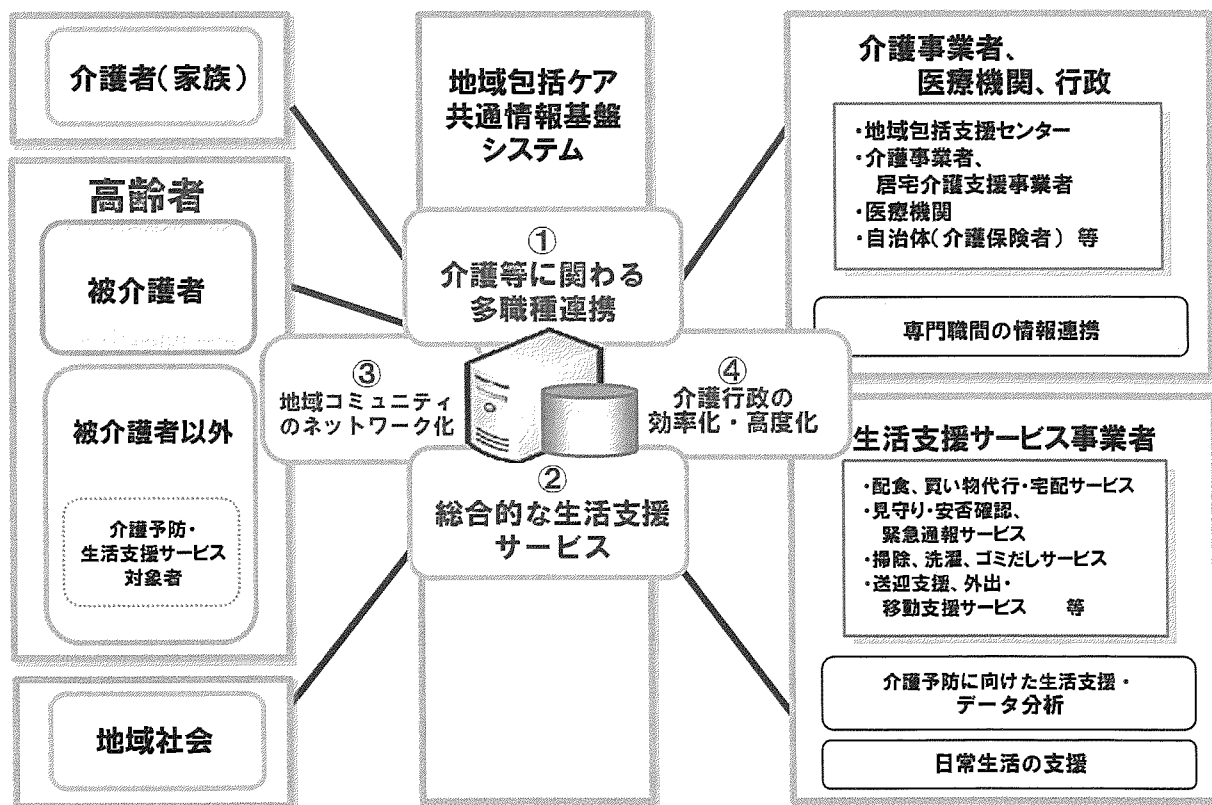 介護者(家族)
高齢者
被介護者
被介護者以外
介護予防・
生活支援サービス
対象者
地域社会
地域包括ケア
共通情報基盤
システム
①
介護等に関わる
多職種連携
③
地域コミュニティ
のネットワーク化
④
介護行政の
効率化・高度化
②
総合的な生活支援
サービス
介護事業者、
医療機関、行政
・地域包括支援センター
・介護事業者、
居宅介護支援事業者
・医療機関
・自治体(介護保険者) 等
専門職間の情報連携
生活支援サービス事業者
・配食、買い物代行・宅配サービス
・見守り・安否確認、
緊急通報サービス
・掃除、洗濯、ゴミだしサービス
・送迎支援、外出・
移動支援サービス 等
介護予防に向けた生活支援・
データ分析
日常生活の支援